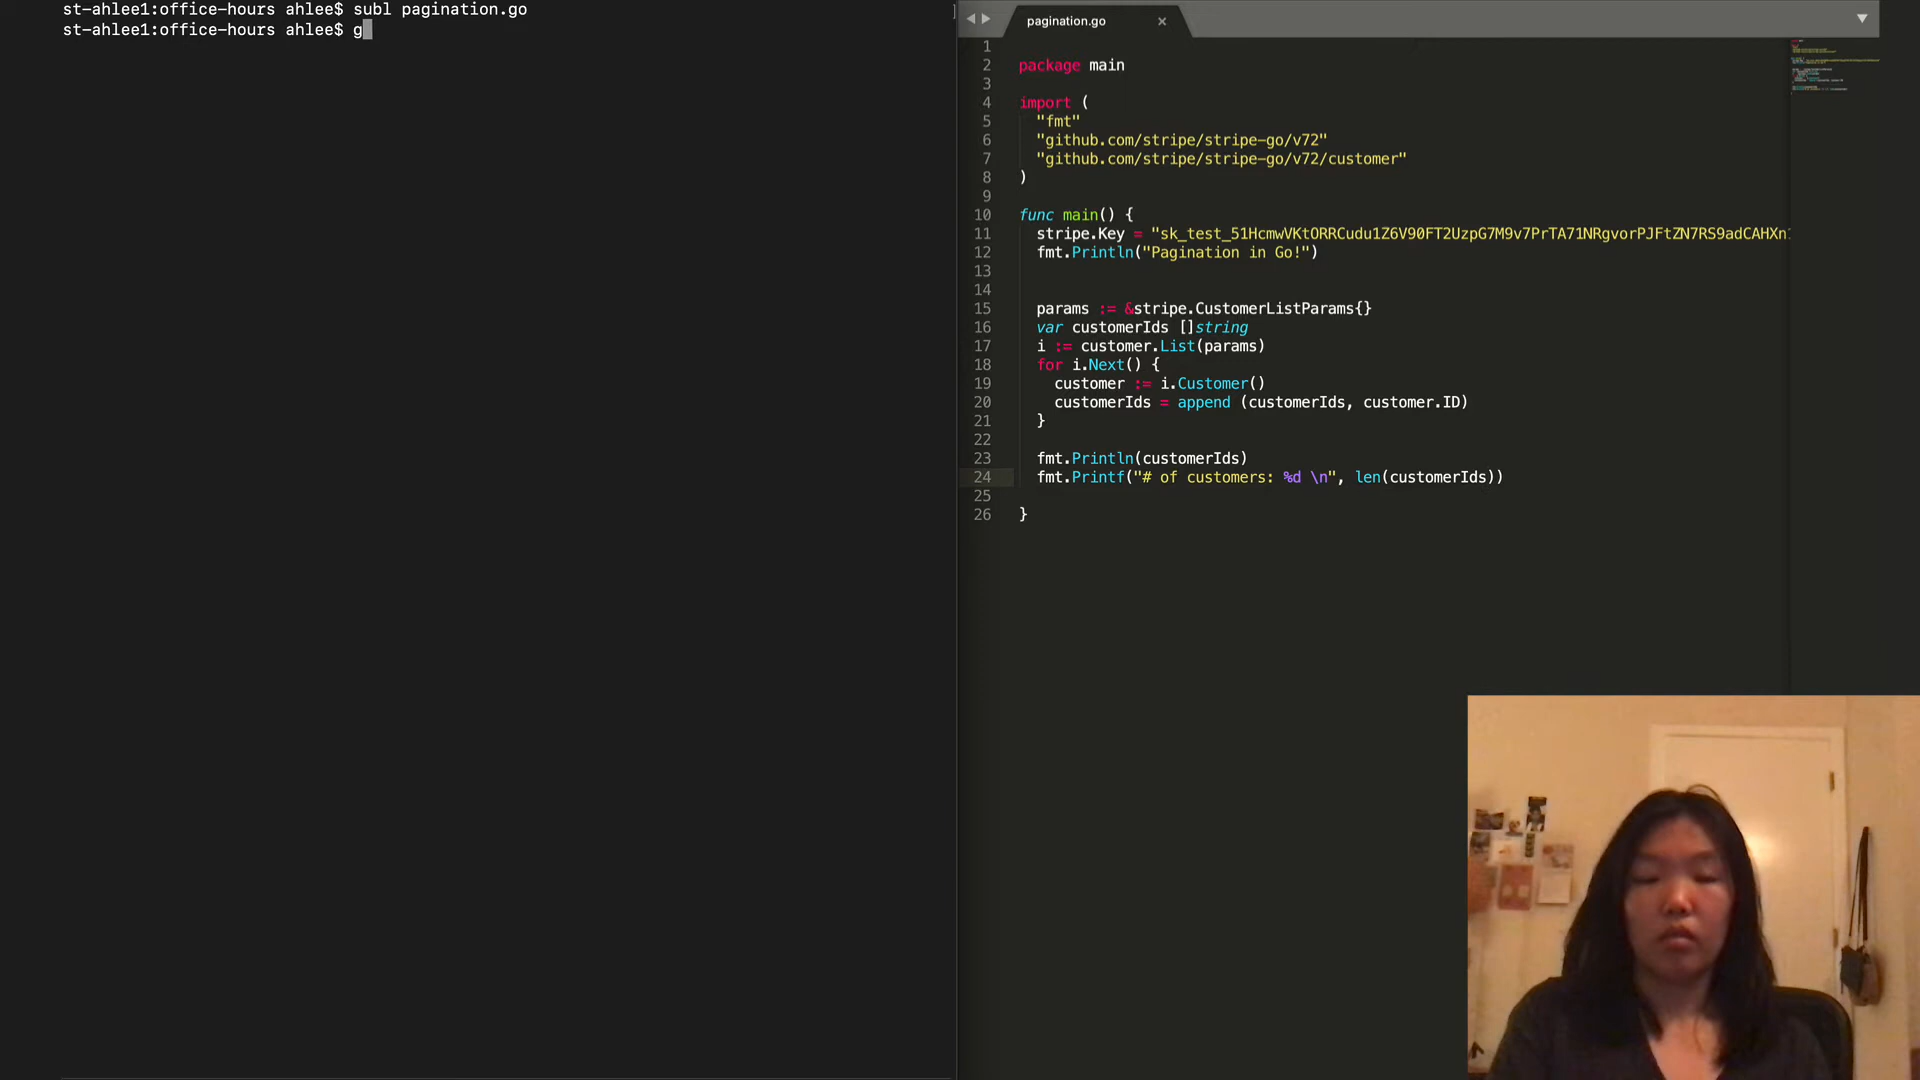 st-ahlee1:office-hours ahlee$ subl pagination.go
st-ahlee1:office-hours ahlee$ g
pagination.go ×
1
2 package main
3
4 import (
5 "fmt"
6 "github.com/stripe/stripe-go/v72"
7 "github.com/stripe/stripe-go/v72/customer"
8 )
9
10 func main() {
11 stripe.Key = "sk_test_51HcmwVKtORRCudu1Z6V90FT2UzpG7M9v7PrTA71NRgvorPJFtZN7RS9adCAHXn
12 fmt.Println("Pagination in Go!")
13
14
15 params := &stripe.CustomerListParams{}
16 var customerIds []string
17 i := customer.List(params)
18 for i.Next() {
19 customer := i.Customer()
20 customerIds = append (customerIds, customer.ID)
21 }
22
23 fmt.Println(customerIds)
24 fmt.Printf("# of customers: %d \n", len(customerIds))
25
26 }